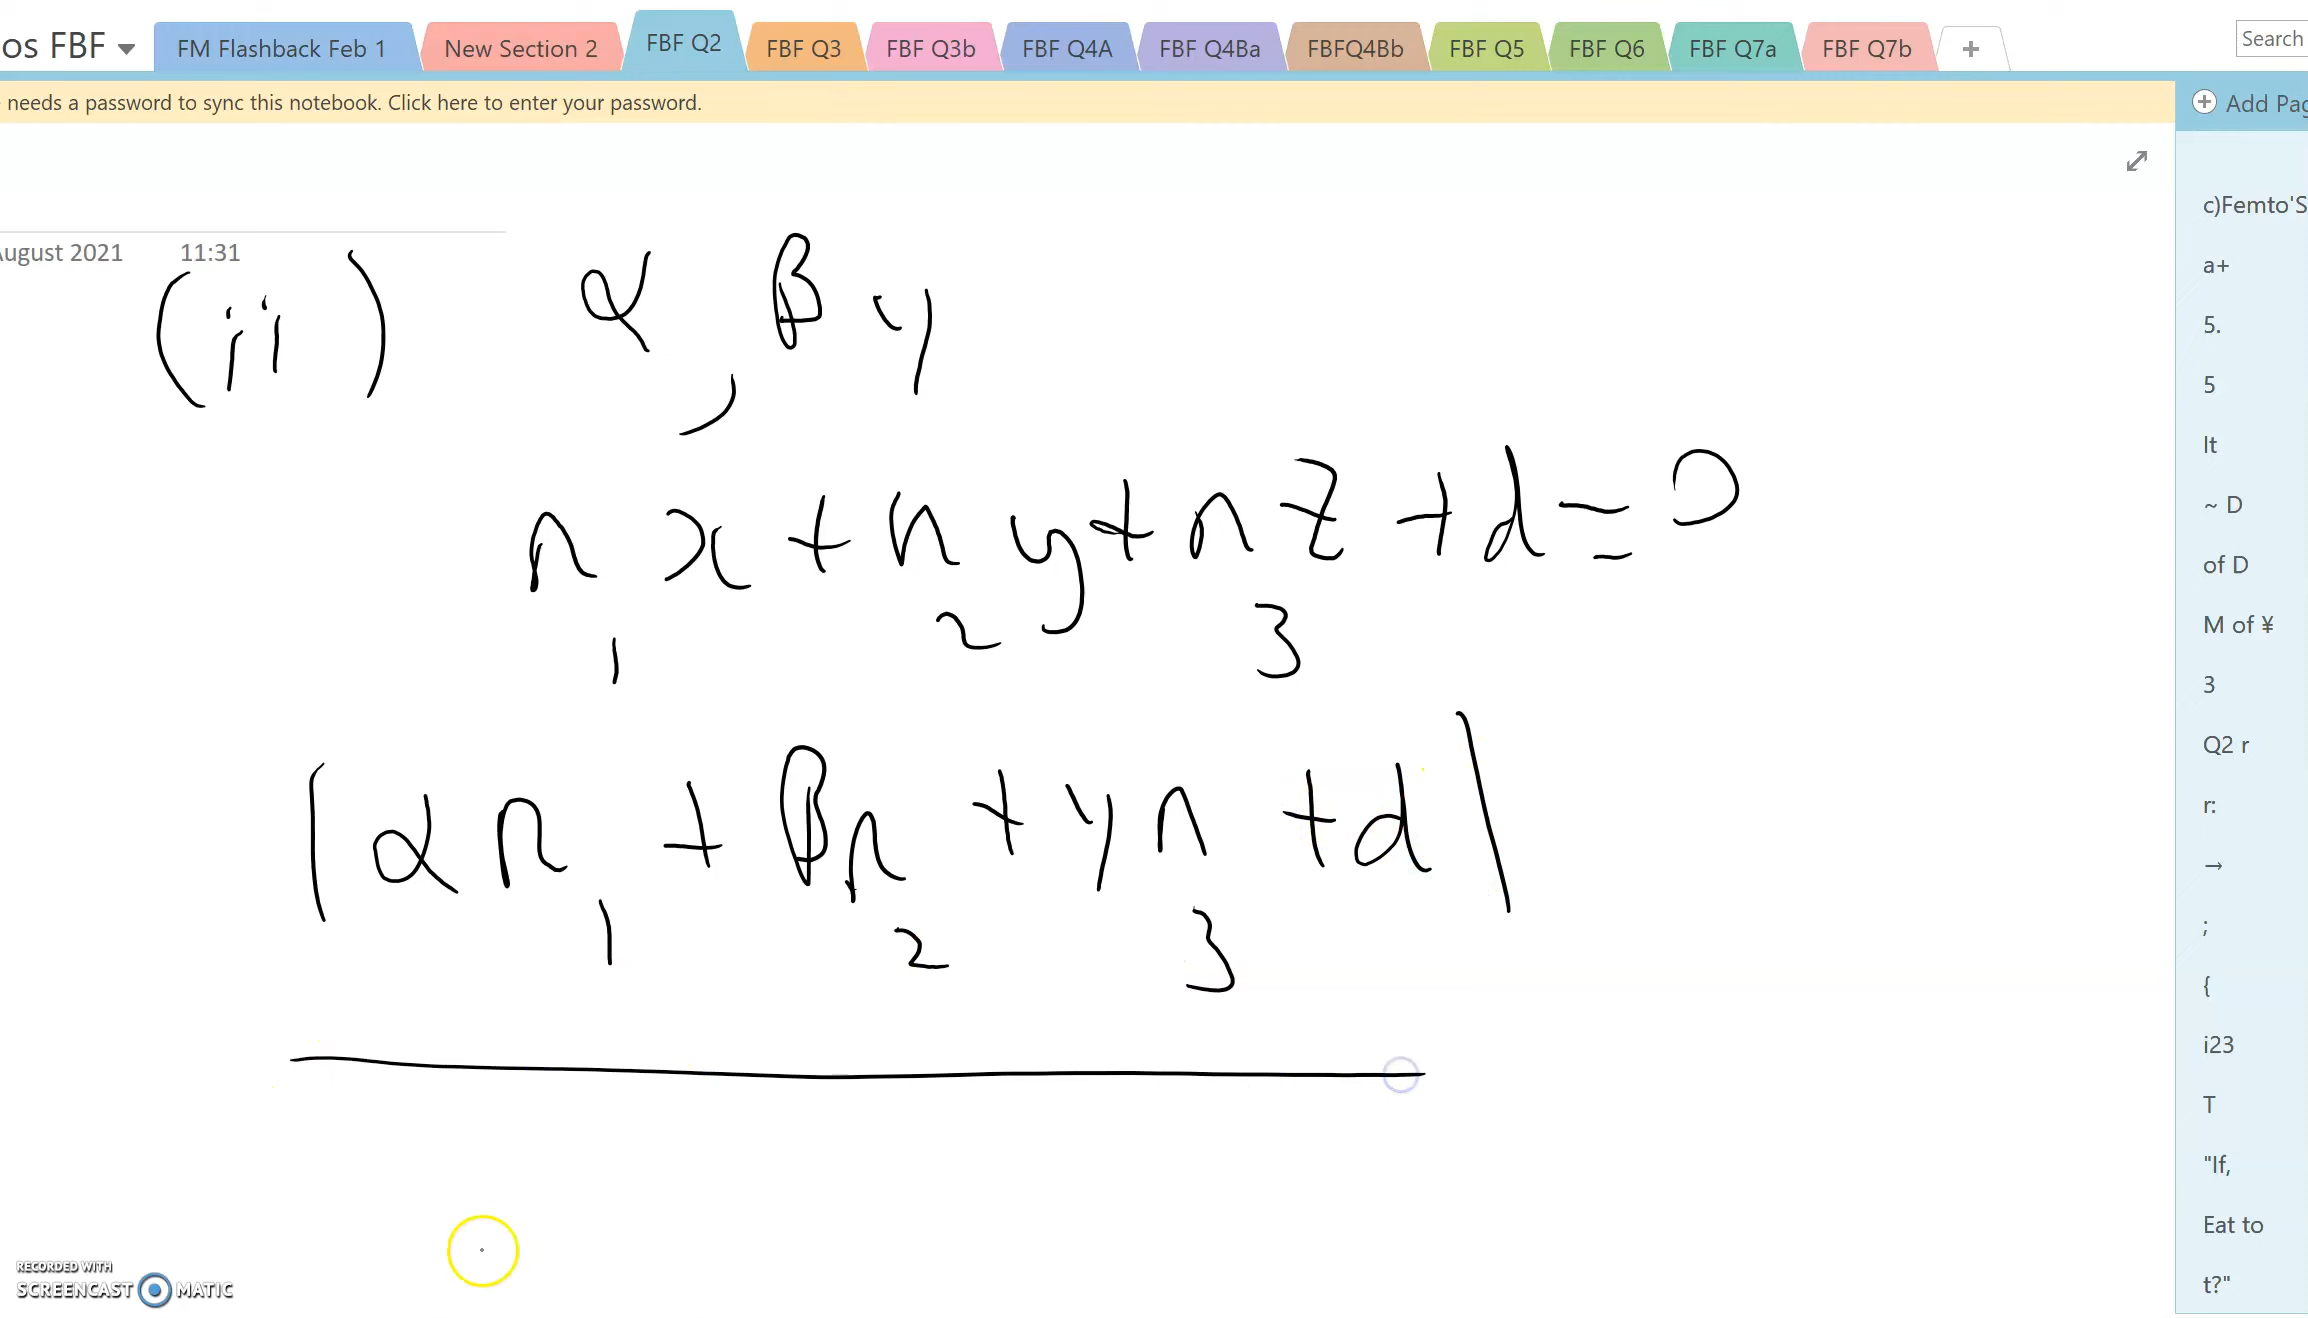 os FBF FM Flashback Feb 1 New Section 2 FBF Q2 FBF Q3 FBF Q3b FBF Q4A FBF Q4Ba FBFQ4Bb FBF Q5 FBF Q6 FBF Q7a FBF Q7b + Search
needs a password to sync this notebook. Click here to enter your password.
Add Pag
August 2021 11:31
(ii) α, β γ
n₁x + n₂y + n₃z + d = 0
|αn₁ + βn₂ + γn₃ + d|
c)Femto'S
a+
5.
5
It
~ D
of D
M of ¥
3
Q2 r
r:
→
;
{
i23
T
"If,
Eat to
t?"
RECORDED WITH
SCREENCAST MATIC